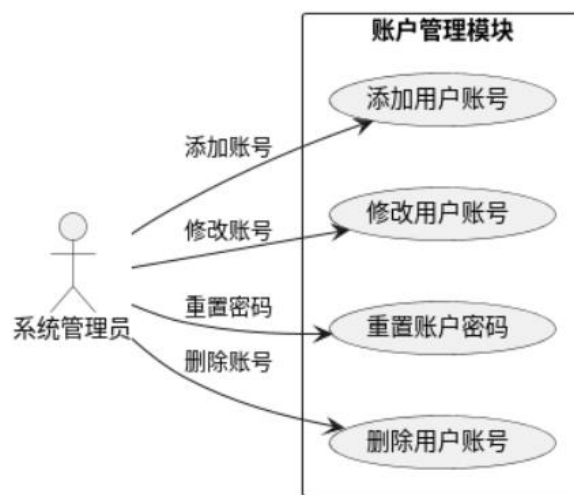 账户管理模块
添加用户账号
添加账号
修改账号
修改用户账号
重置密码
重置账户密码
系统管理员
删除账号
删除用户账号